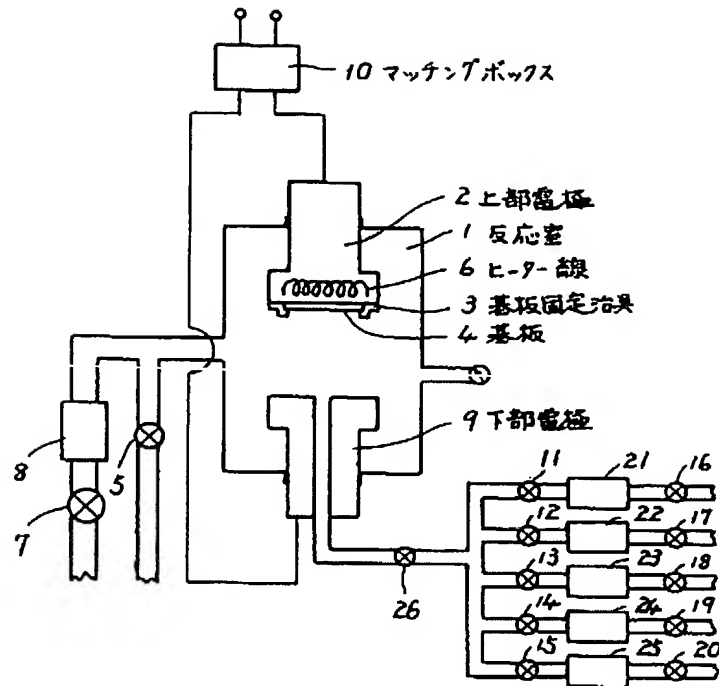 10 マッチングボックス
2 上部電極
1 反応室
6 ヒーター線
3 基板固定治具
4 基板
9 下部電極
8
5
7
11 21 16
12 22 17
13 23 18
14 24 19
15 25 20
26